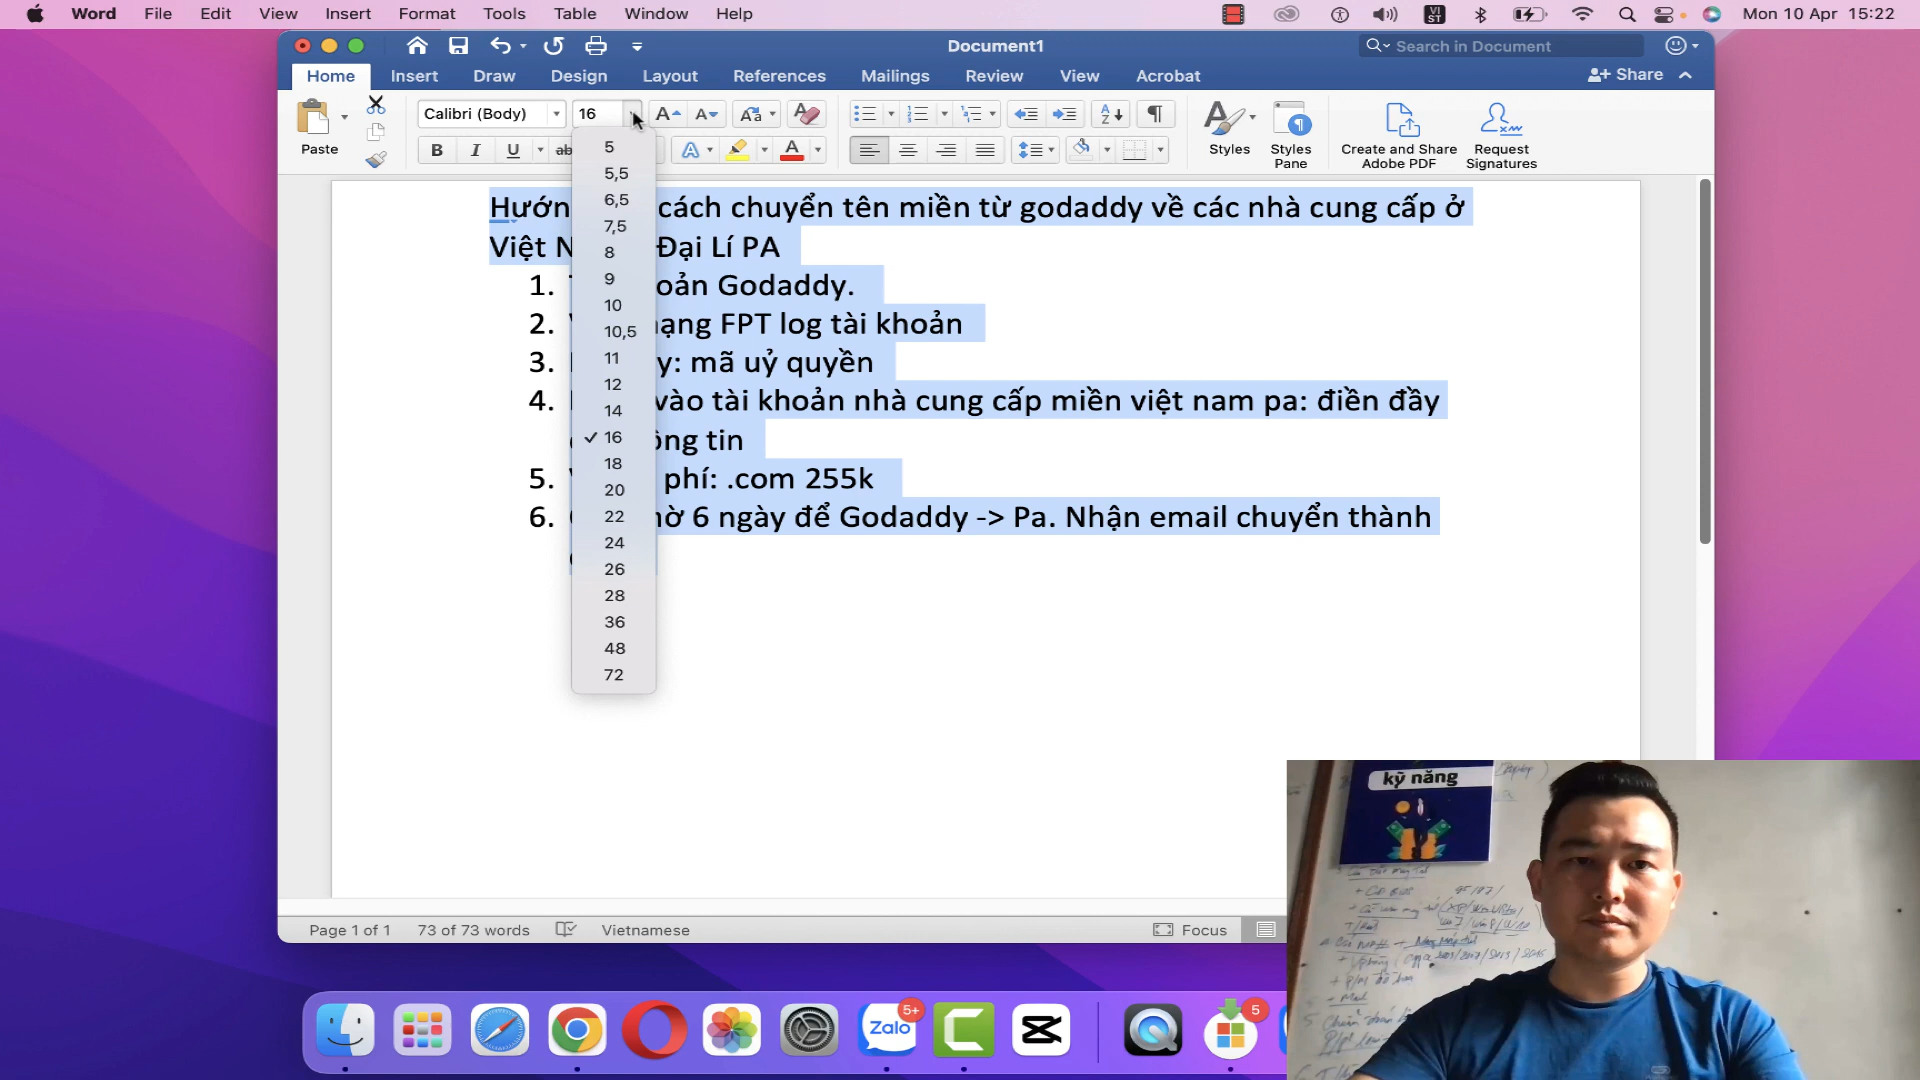 Word File Edit View Insert Format Tools Table Window Help
VI
ST
Mon 10 Apr 15:22
Document1
Search in Document
Home Insert Draw Design Layout References Mailings Review View Acrobat
Share
Paste
Calibri (Body)
16
B I U ab
Styles
Styles
Pane
Create and Share
Adobe PDF
Request
Signatures
5
5,5
6,5
7,5
8
9
10
10,5
11
12
14
16
18
20
22
24
26
28
36
48
72
Hướn cách chuyển tên miền từ godaddy về các nhà cung cấp ở
Việt N Đại Lí PA
1. oản Godaddy.
2. ạng FPT log tài khoản
3. y: mã uỷ quyền
4. vào tài khoản nhà cung cấp miền việt nam pa: điền đầy
ông tin
5. phí: .com 255k
6. ờ 6 ngày để Godaddy -> Pa. Nhận email chuyển thành
kỹ năng
Page 1 of 1 73 of 73 words Vietnamese
Focus
Zalo
5+
5